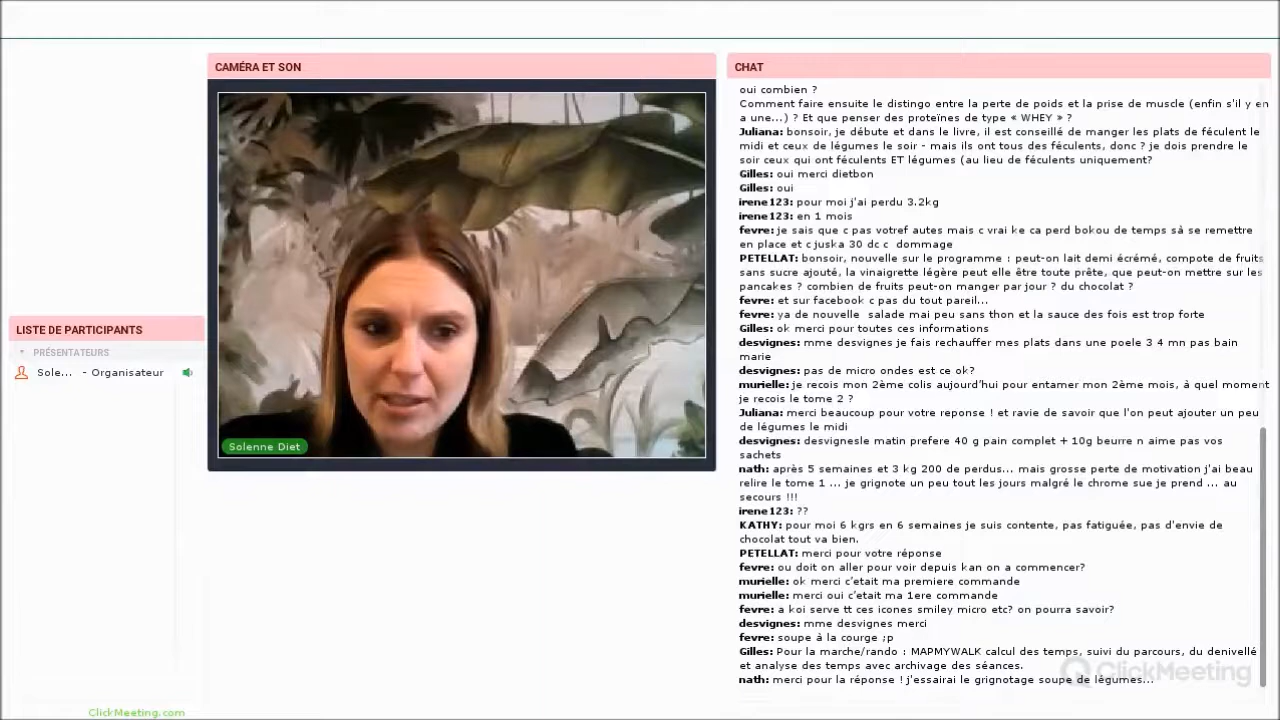 CAMÉRA ET SON
Solenne Diet
LISTE DE PARTICIPANTS
PRÉSENTATEURS
Sole... - Organisateur
ClickMeeting.com
CHAT
oui combien ?
Comment faire ensuite le distingo entre la perte de poids et la prise de muscle (enfin s'il y en
a une...) ? Et que penser des proteïnes de type « WHEY » ?
Juliana: bonsoir, je débute et dans le livre, il est conseillé de manger les plats de féculent le
midi et ceux de légumes le soir - mais ils ont tous des féculents, donc ? je dois prendre le
soir ceux qui ont féculents ET légumes (au lieu de féculents uniquement?
Gilles: oui merci dietbon
Gilles: oui
irene123: pour moi j'ai perdu 3.2kg
irene123: en 1 mois
fevre: je sais que c pas votref autes mais c vrai ke ca perd bokou de temps sà se remettre
en place et c juska 30 dc c dommage
PETELLAT: bonsoir, nouvelle sur le programme : peut-on lait demi écrémé, compote de fruits
sans sucre ajouté, la vinaigrette légère peut elle être toute prête, que peut-on mettre sur les
pancakes ? combien de fruits peut-on manger par jour ? du chocolat ?
fevre: et sur facebook c pas du tout pareil...
fevre: ya de nouvelle salade mai peu sans thon et la sauce des fois est trop forte
Gilles: ok merci pour toutes ces informations
desvignes: mme desvignes je fais rechauffer mes plats dans une poele 3 4 mn pas bain
marie
desvignes: pas de micro ondes est ce ok?
murielle: je recois mon 2ème colis aujourd'hui pour entamer mon 2ème mois, à quel moment
je recois le tome 2 ?
Juliana: merci beaucoup pour votre reponse ! et ravie de savoir que l'on peut ajouter un peu
de légumes le midi
desvignes: desvignesle matin prefere 40 g pain complet + 10g beurre n aime pas vos
sachets
nath: après 5 semaines et 3 kg 200 de perdus... mais grosse perte de motivation j'ai beau
relire le tome 1 ... je grignote un peu tout les jours malgré le chrome sue je prend ... au
secours !!!
irene123: ??
KATHY: pour moi 6 kgrs en 6 semaines je suis contente, pas fatiguée, pas d'envie de
chocolat tout va bien.
PETELLAT: merci pour votre réponse
fevre: ou doit on aller pour voir depuis kan on a commencer?
murielle: ok merci c'etait ma premiere commande
murielle: merci oui c'etait ma 1ere commande
fevre: a koi serve tt ces icones smiley micro etc? on pourra savoir?
desvignes: mme desvignes merci
fevre: soupe à la courge ;p
Gilles: Pour la marche/rando : MAPMYWALK calcul des temps, suivi du parcours, du denivellé
et analyse des temps avec archivage des séances.
nath: merci pour la réponse ! j'essairai le grignotage soupe de légumes...
ClickMeeting